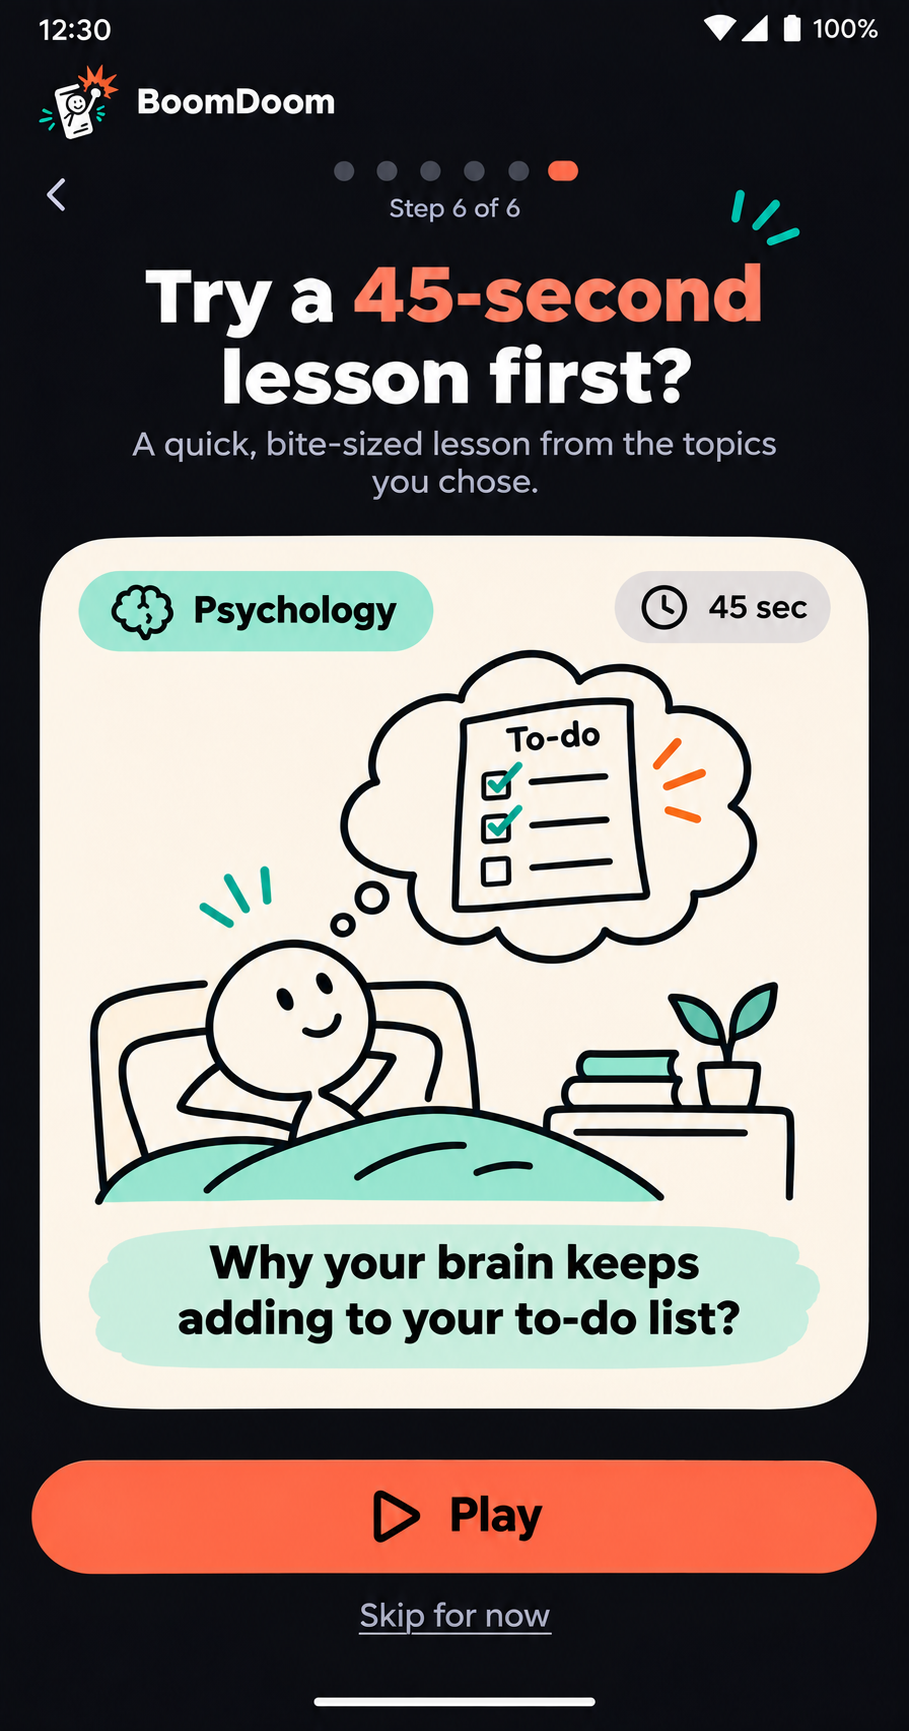 12:30
100%
BoomDoom
Step 6 of 6
Try a 45-second
lesson first?
A quick, bite-sized lesson from the topics
you chose.
Psychology
45 sec
To-do
Why your brain keeps
adding to your to-do list?
Play
Skip for now